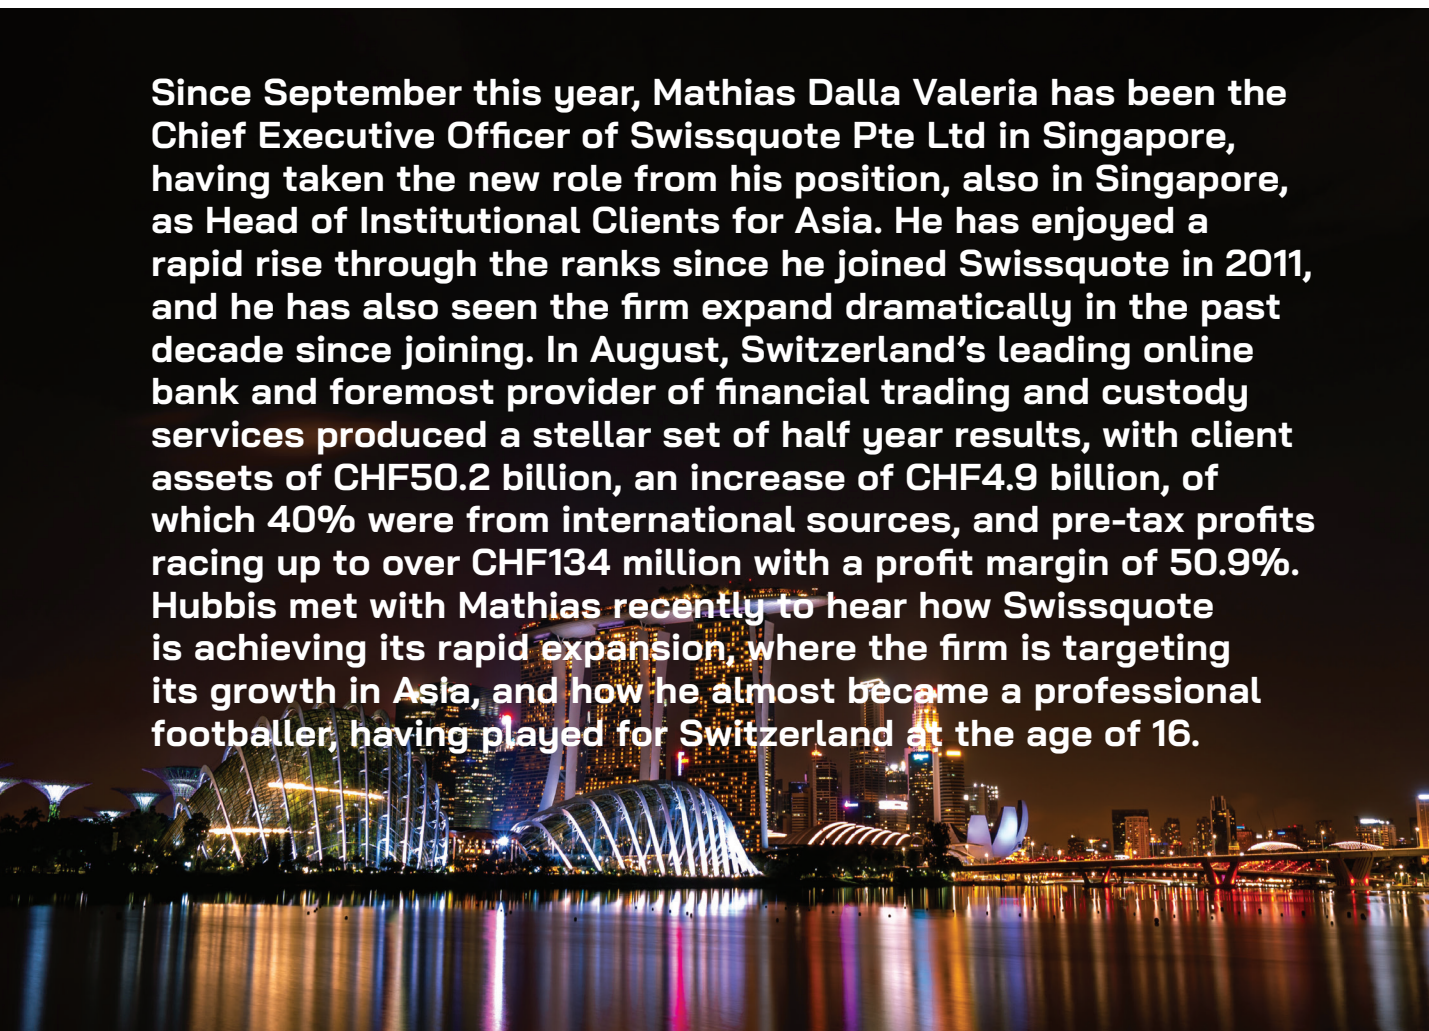 Since September this year, Mathias Dalla Valeria has been the
Chief Executive Officer of Swissquote Pte Ltd in Singapore,
having taken the new role from his position, also in Singapore,
as Head of Institutional Clients for Asia. He has enjoyed a
rapid rise through the ranks since he joined Swissquote in 2011,
and he has also seen the firm expand dramatically in the past
decade since joining. In August, Switzerland’s leading online
bank and foremost provider of financial trading and custody
services produced a stellar set of half year results, with client
assets of CHF50.2 billion, an increase of CHF4.9 billion, of
which 40% were from international sources, and pre-tax profits
racing up to over CHF134 million with a profit margin of 50.9%.
Hubbis met with Mathias recently to hear how Swissquote
is achieving its rapid expansion, where the firm is targeting
its growth in Asia, and how he almost became a professional
footballer, having played for Switzerland at the age of 16.